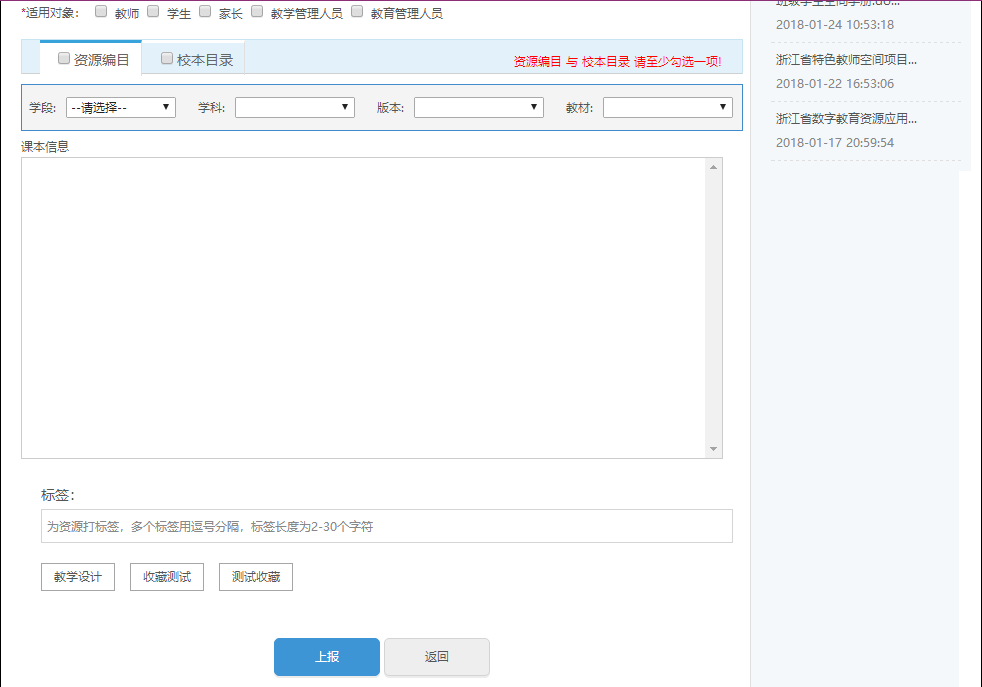 *适用对象: 教师 学生 家长 教学管理人员 教育管理人员
资源编目 校本目录 资源编目 与 校本目录 请至少勾选一项!
学段: --请选择-- 学科: 版本: 教材:
课本信息
标签:
为资源打标签，多个标签用逗号分隔，标签长度为2-30个字符
教学设计 收藏测试 测试收藏
上报 返回
2018-01-24 10:53:18
浙江省特色教师空间项目...
2018-01-22 16:53:06
浙江省数字教育资源应用...
2018-01-17 20:59:54